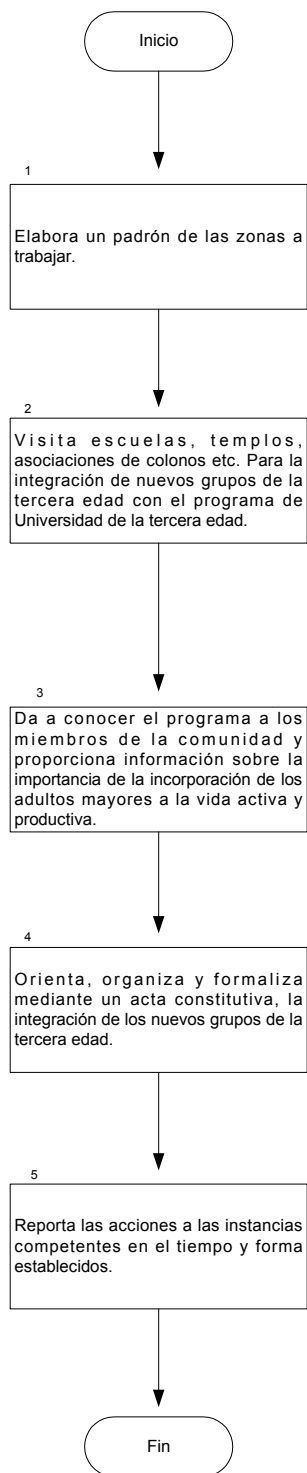 Inicio
1
Elabora un padrón de las zonas a
trabajar.
2
Visita escuelas, templos,
asociaciones de colonos etc. Para la
integración de nuevos grupos de la
tercera edad con el programa de
Universidad de la tercera edad.
3
Da a conocer el programa a los
miembros de la comunidad y
proporciona información sobre la
importancia de la incorporación de los
adultos mayores a la vida activa y
productiva.
4
Orienta, organiza y formaliza
mediante un acta constitutiva, la
integración de los nuevos grupos de la
tercera edad.
5
Reporta las acciones a las instancias
competentes en el tiempo y forma
establecidos.
Fin